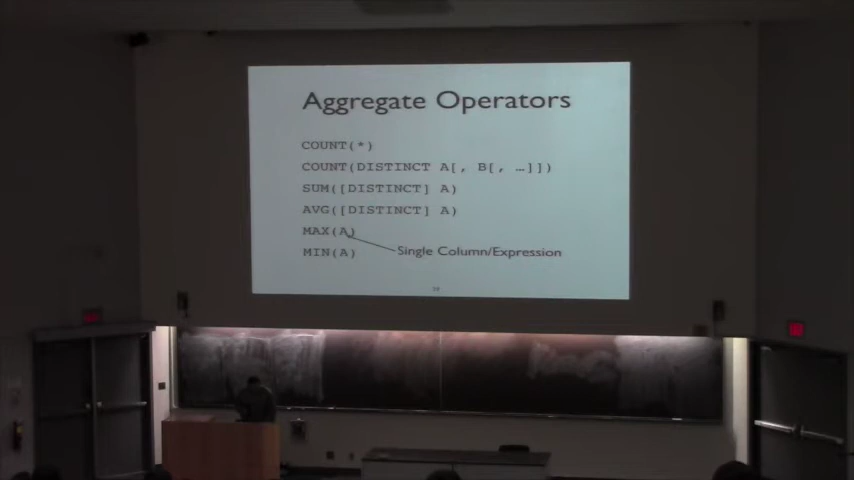 Aggregate Operators
COUNT(*)
COUNT(DISTINCT A[, B[, …]])
SUM([DISTINCT] A)
AVG([DISTINCT] A)
MAX(A)
MIN(A)
Single Column/Expression